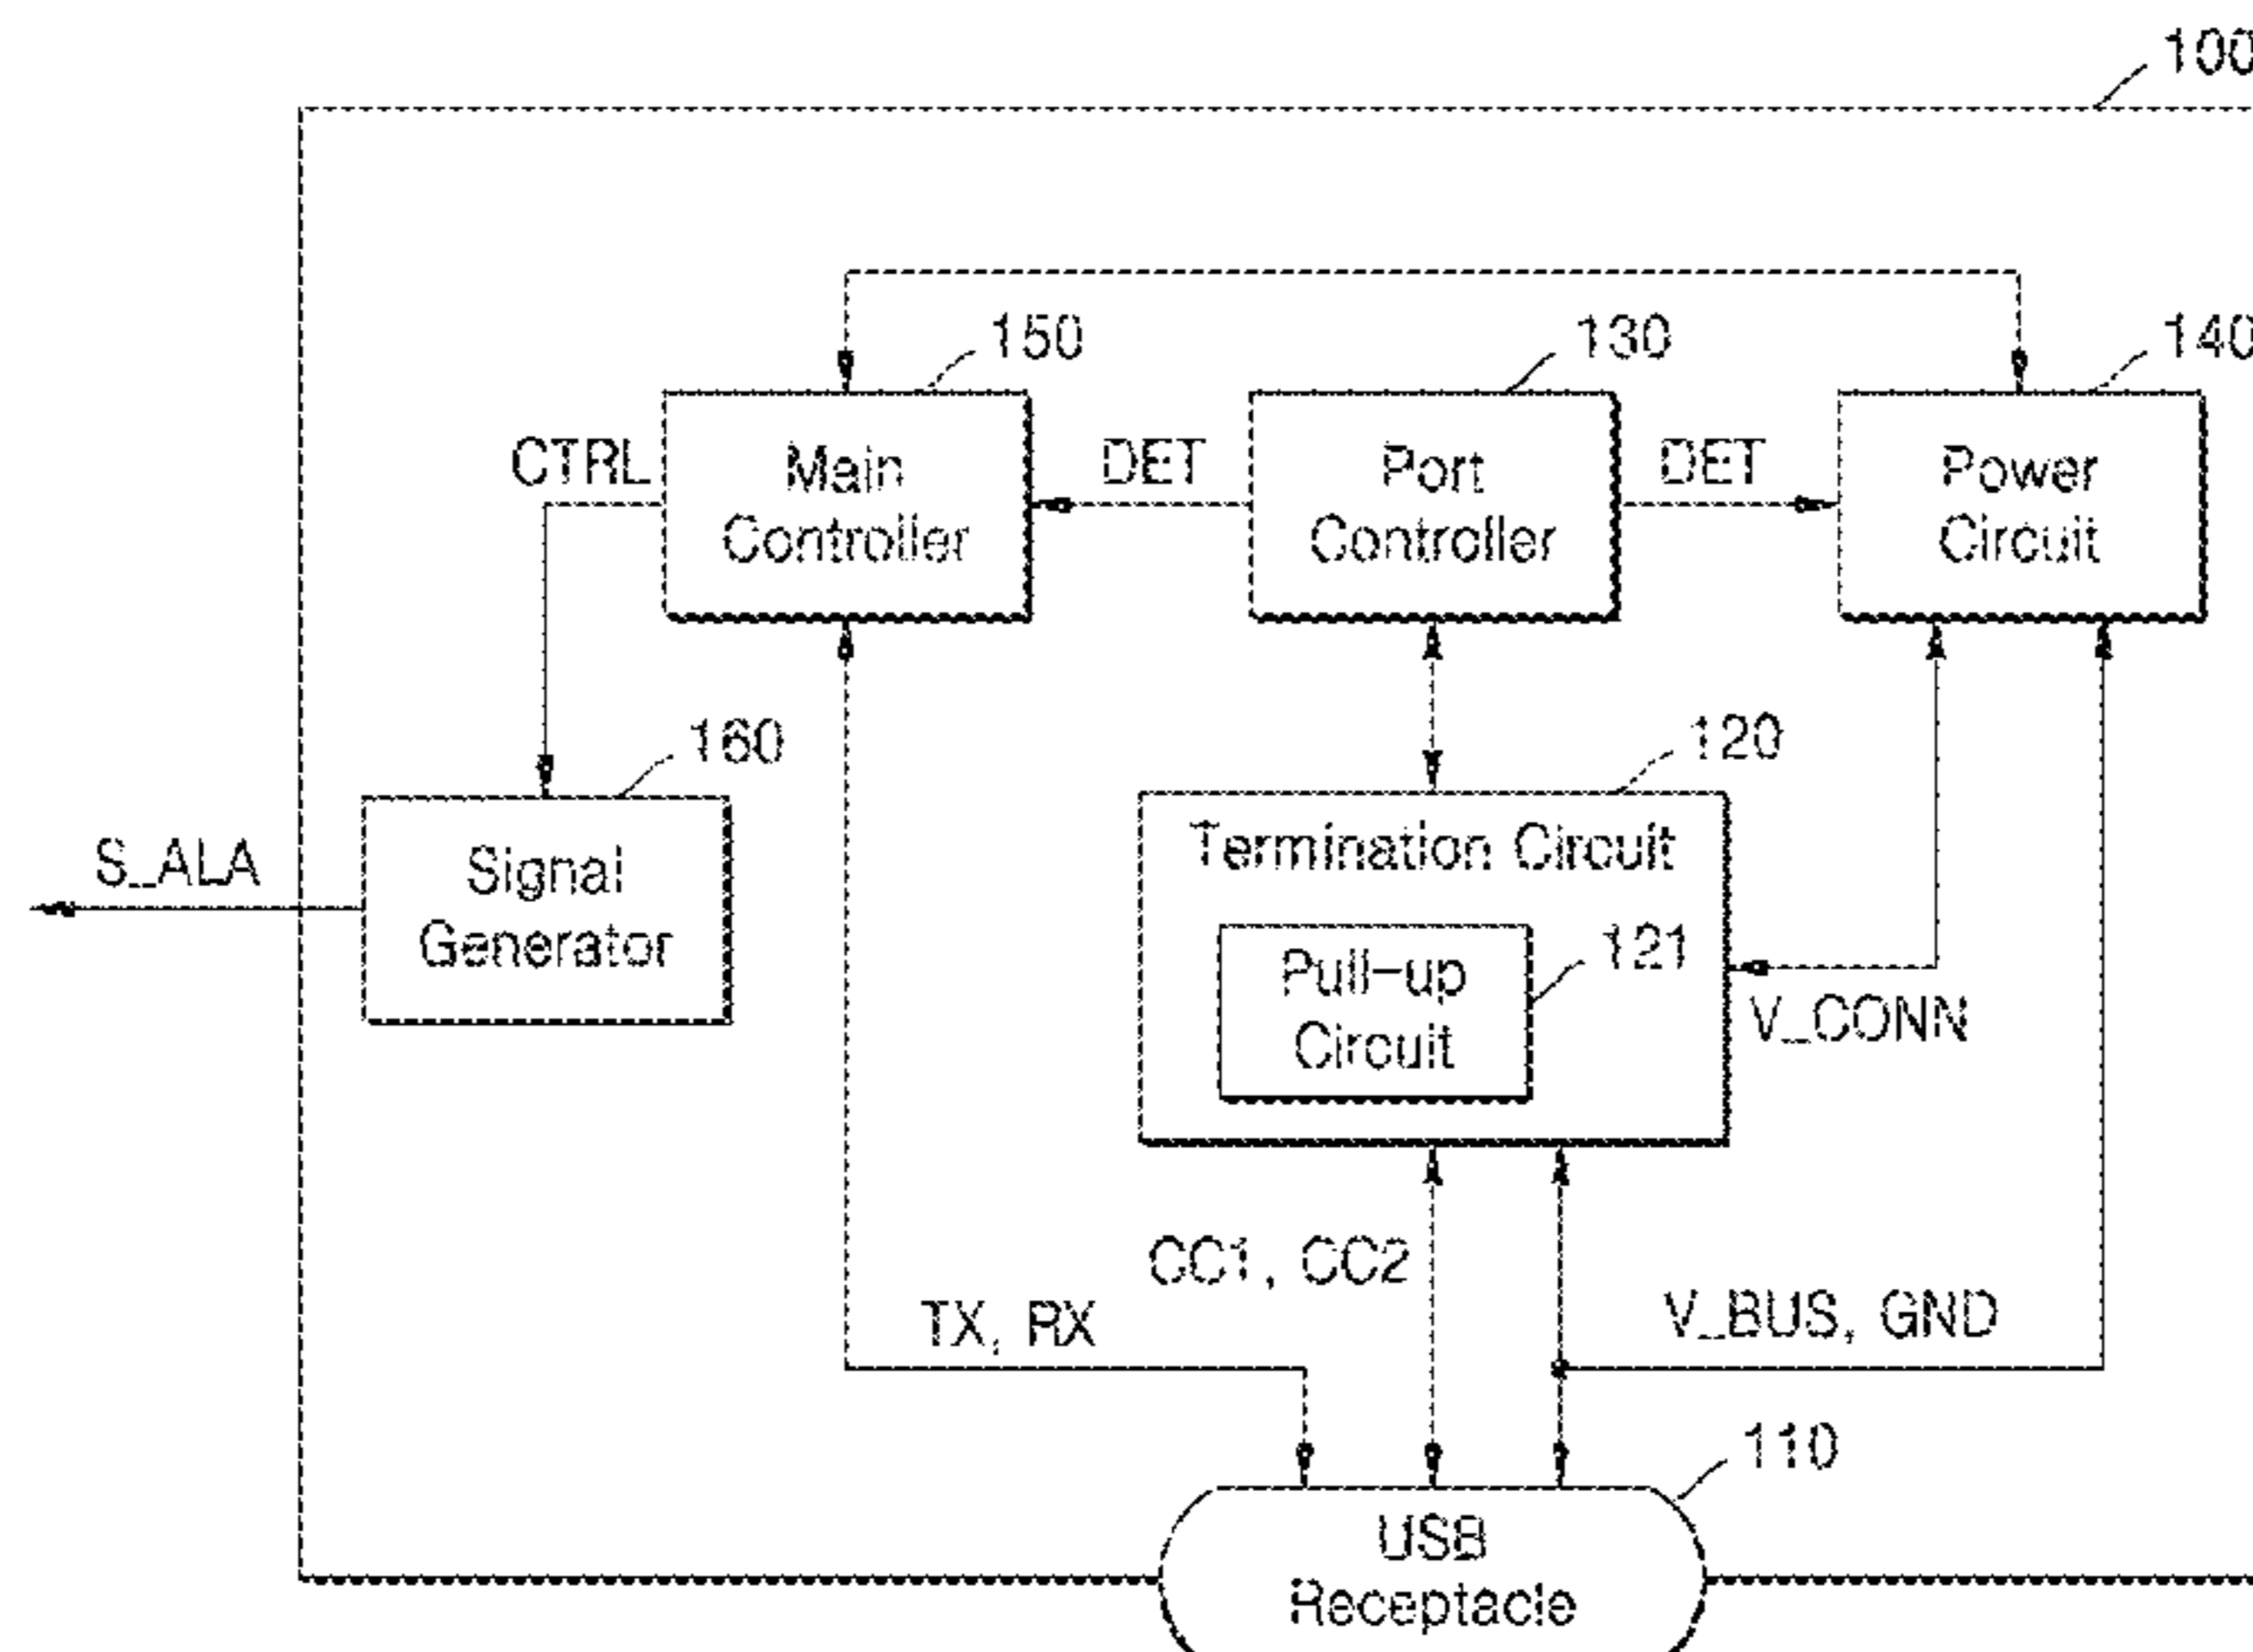 100
150
130
140
CTRL
Main
Controller
DET
Port
Controller
DET
Power
Circuit
160
120
S_ALA
Signal
Generator
Termination Circuit
121
Pull-up
Circuit
V_CONN
CC1, CC2
TX, RX
V_BUS, GND
110
USB
Receptacle